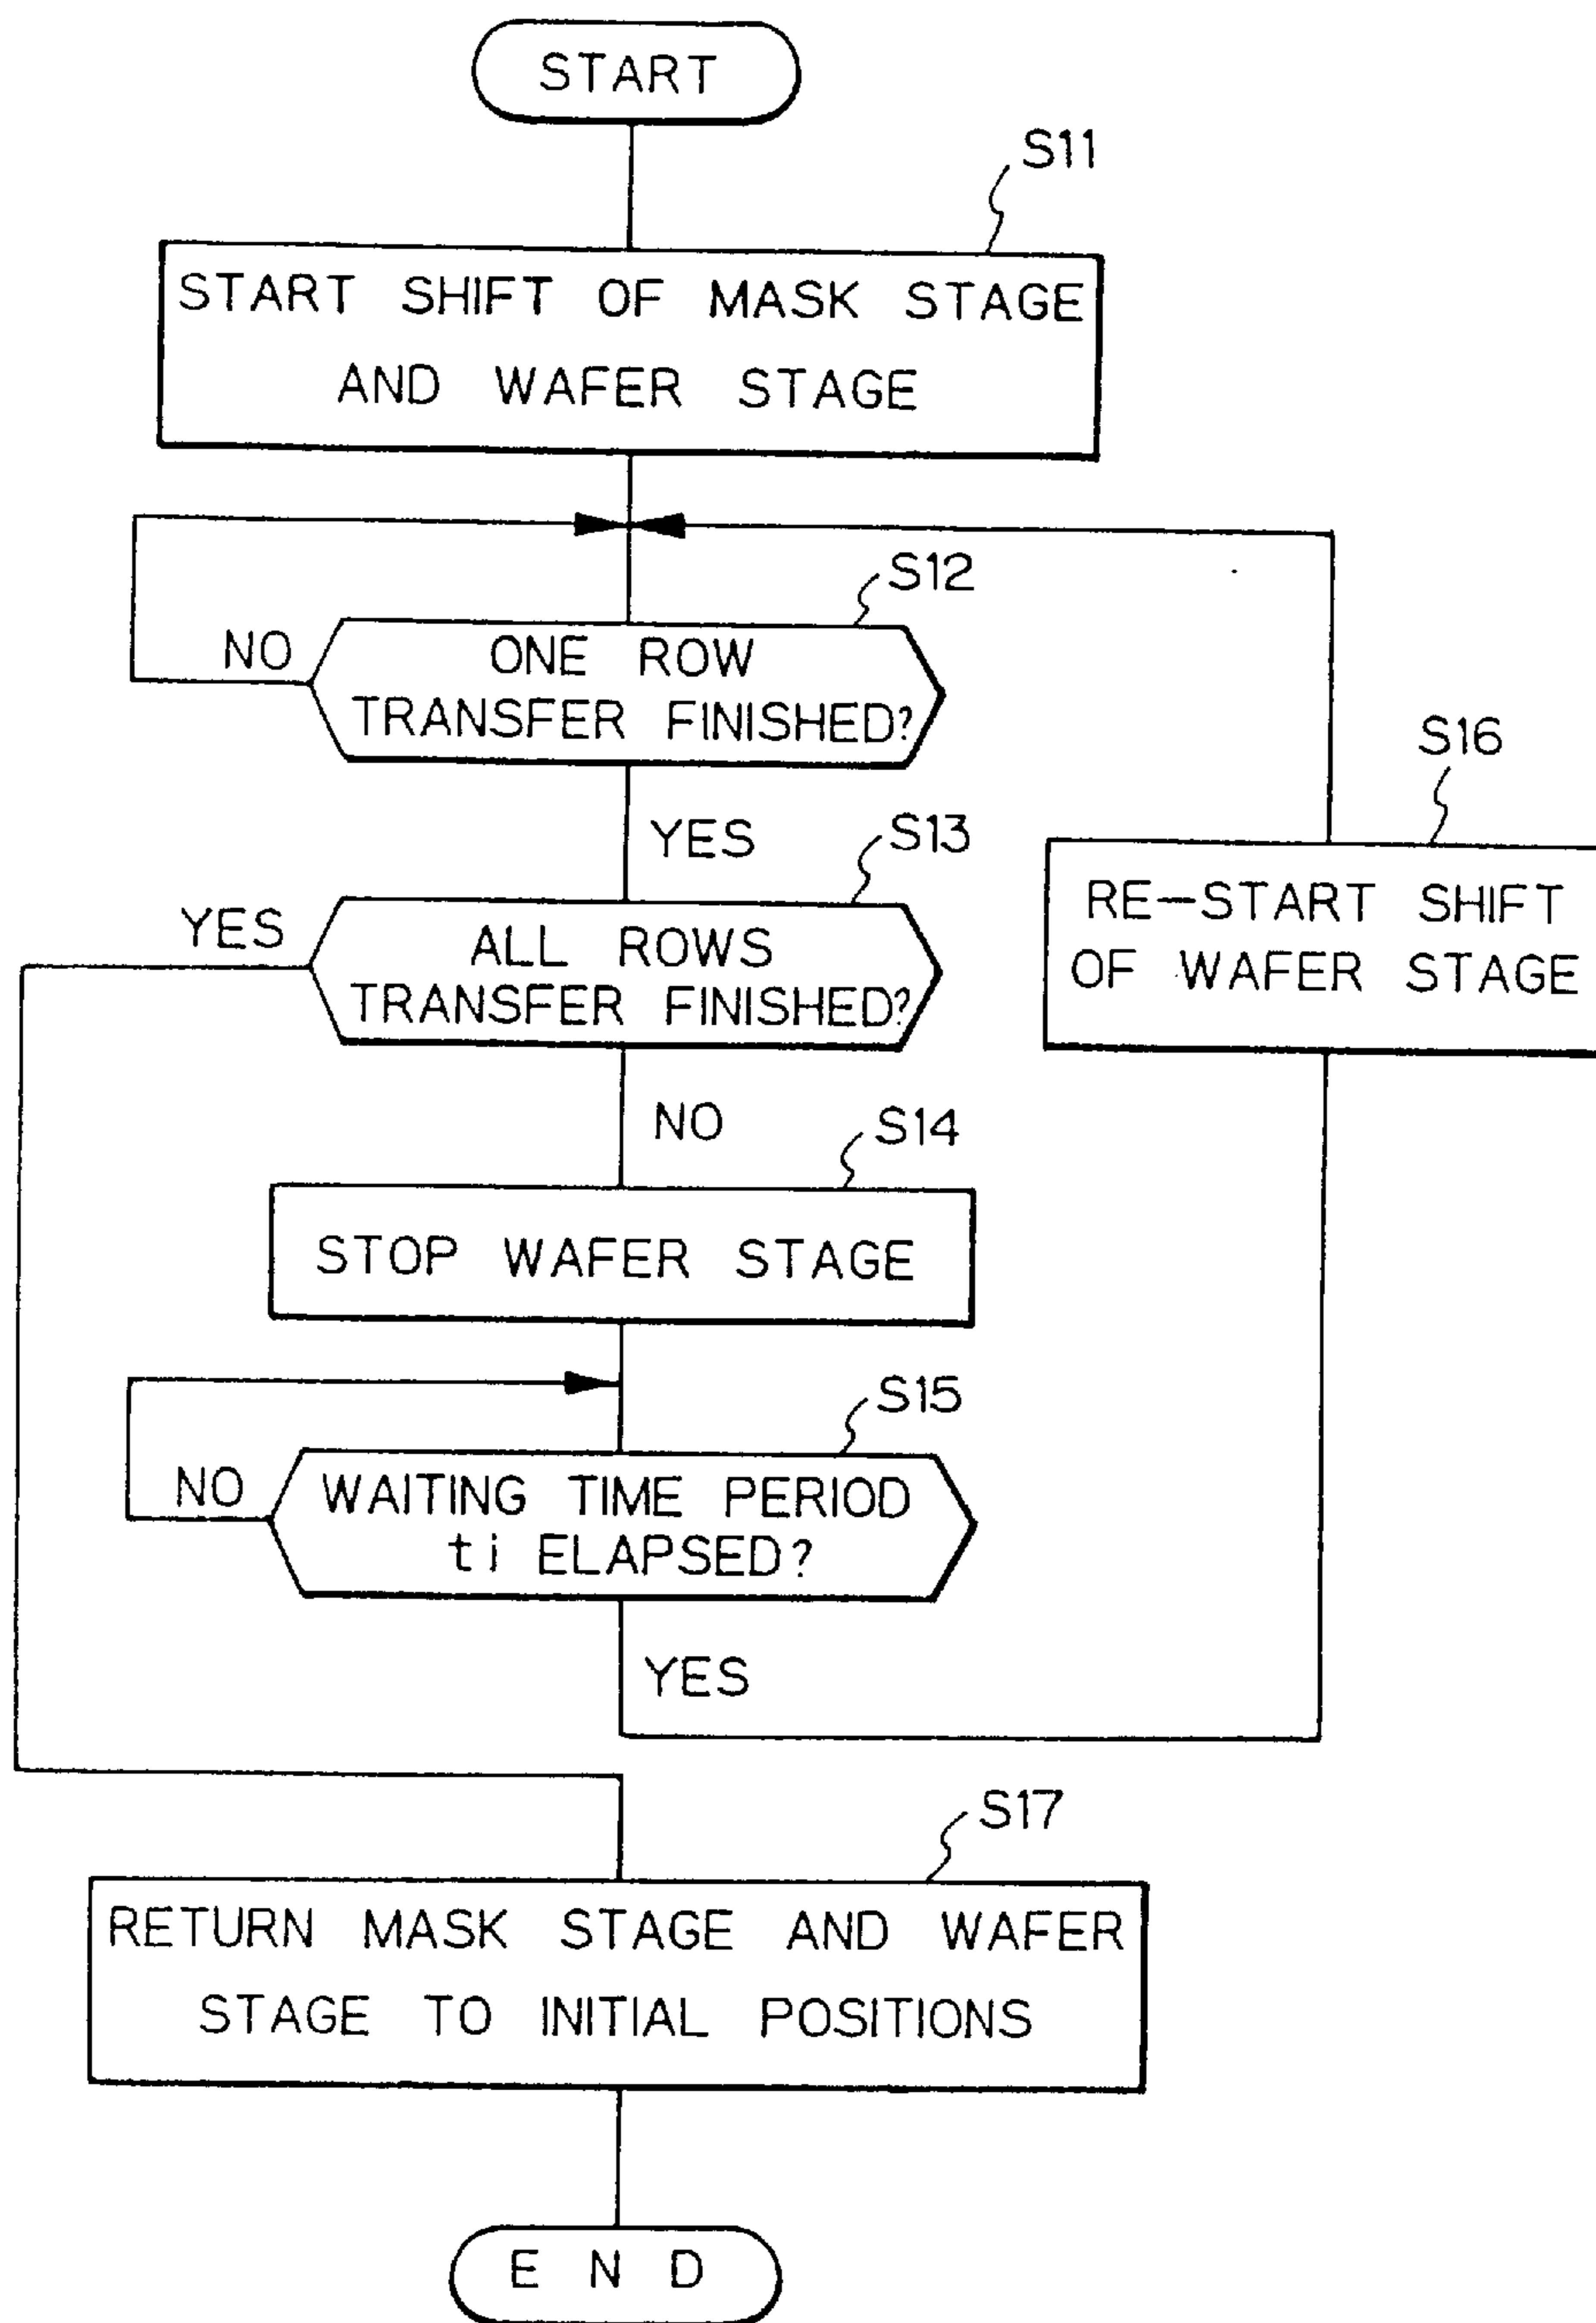 START
S11
START SHIFT OF MASK STAGE
AND WAFER STAGE
S12
NO
ONE ROW
TRANSFER FINISHED?
S16
YES
S13
RE-START SHIFT
OF WAFER STAGE
YES
ALL ROWS
TRANSFER FINISHED?
NO
S14
STOP WAFER STAGE
S15
NO
WAITING TIME PERIOD
ti ELAPSED?
YES
S17
RETURN MASK STAGE AND WAFER
STAGE TO INITIAL POSITIONS
END